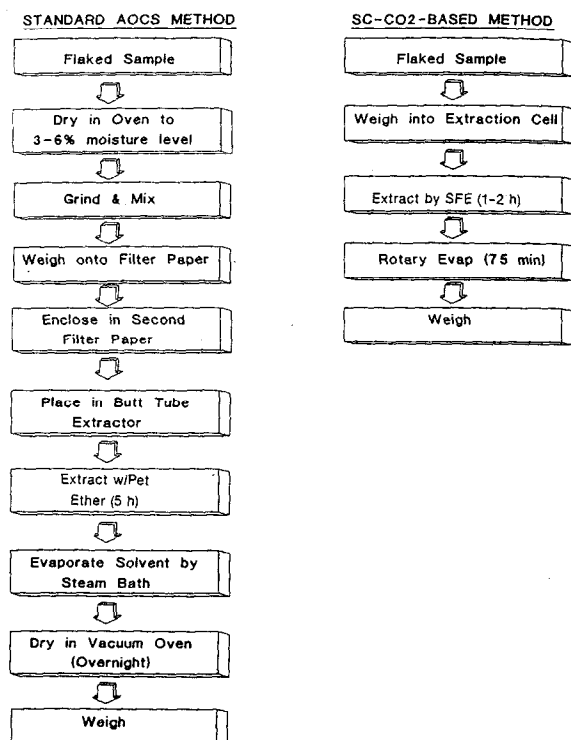 STANDARD AOCS METHOD
Flaked Sample
Dry in Oven to
3-6% moisture level
Grind & Mix
Weigh onto Filter Paper
Enclose in Second
Filter Paper
Place in Butt Tube
Extractor
Extract w/Pet
Ether (5 h)
Evaporate Solvent by
Steam Bath
Dry in Vacuum Oven
(Overnight)
Weigh
SC-CO2-BASED METHOD
Flaked Sample
Weigh into Extraction Cell
Extract by SFE (1-2 h)
Rotary Evap (75 min)
Weigh